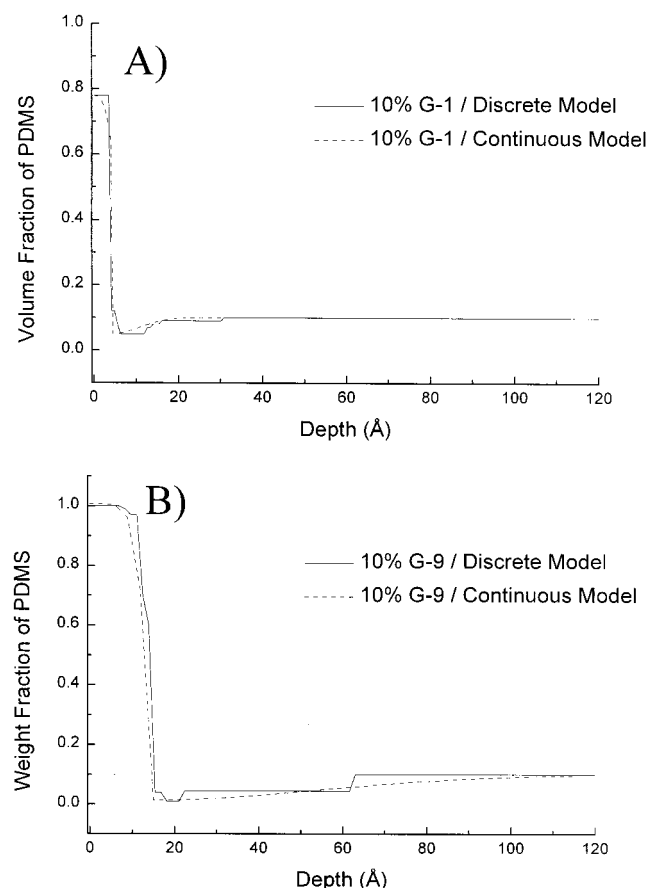 A)
10% G-1 / Discrete Model
10% G-1 / Continuous Model
Volume Fraction of PDMS
1.0
0.8
0.6
0.4
0.2
0.0
0 20 40 60 80 100 120
Depth (Å)
B)
10% G-9 / Discrete Model
10% G-9 / Continuous Model
Weight Fraction of PDMS
1.0
0.8
0.6
0.4
0.2
0.0
0 20 40 60 80 100 120
Depth (Å)